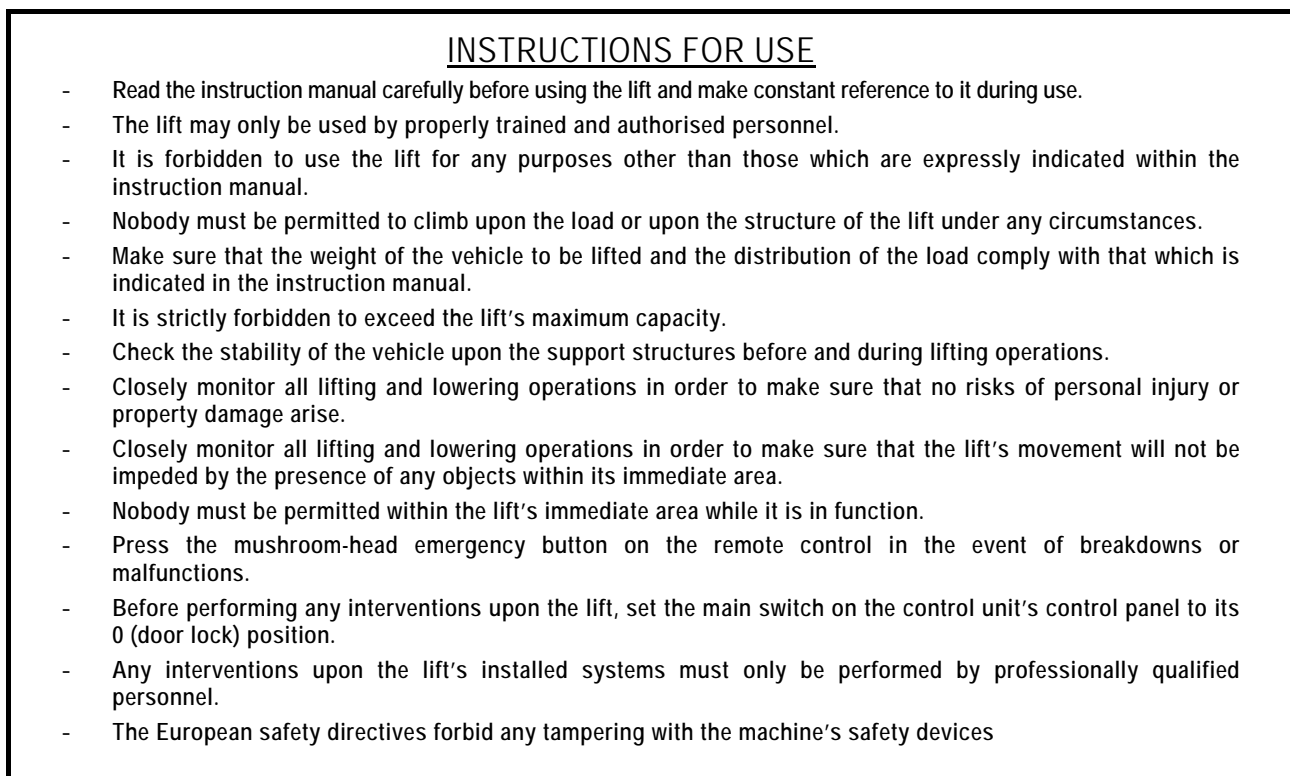 INSTRUCTIONS FOR USE
- Read the instruction manual carefully before using the lift and make constant reference to it during use.
- The lift may only be used by properly trained and authorised personnel.
- It is forbidden to use the lift for any purposes other than those which are expressly indicated within the
instruction manual.
- Nobody must be permitted to climb upon the load or upon the structure of the lift under any circumstances.
- Make sure that the weight of the vehicle to be lifted and the distribution of the load comply with that which is
indicated in the instruction manual.
- It is strictly forbidden to exceed the lift’s maximum capacity.
- Check the stability of the vehicle upon the support structures before and during lifting operations.
- Closely monitor all lifting and lowering operations in order to make sure that no risks of personal injury or
property damage arise.
- Closely monitor all lifting and lowering operations in order to make sure that the lift’s movement will not be
impeded by the presence of any objects within its immediate area.
- Nobody must be permitted within the lift’s immediate area while it is in function.
- Press the mushroom-head emergency button on the remote control in the event of breakdowns or
malfunctions.
- Before performing any interventions upon the lift, set the main switch on the control unit’s control panel to its
0 (door lock) position.
- Any interventions upon the lift’s installed systems must only be performed by professionally qualified
personnel.
- The European safety directives forbid any tampering with the machine’s safety devices